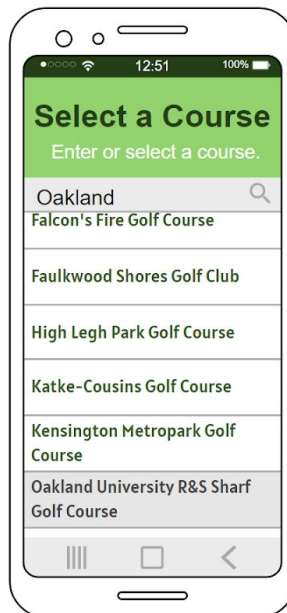 12:51 100%
Select a Course
Enter or select a course.
Oakland
Falcon's Fire Golf Course
Faulkwood Shores Golf Club
High Legh Park Golf Course
Katke-Cousins Golf Course
Kensington Metropark Golf
Course
Oakland University R&S Sharf
Golf Course